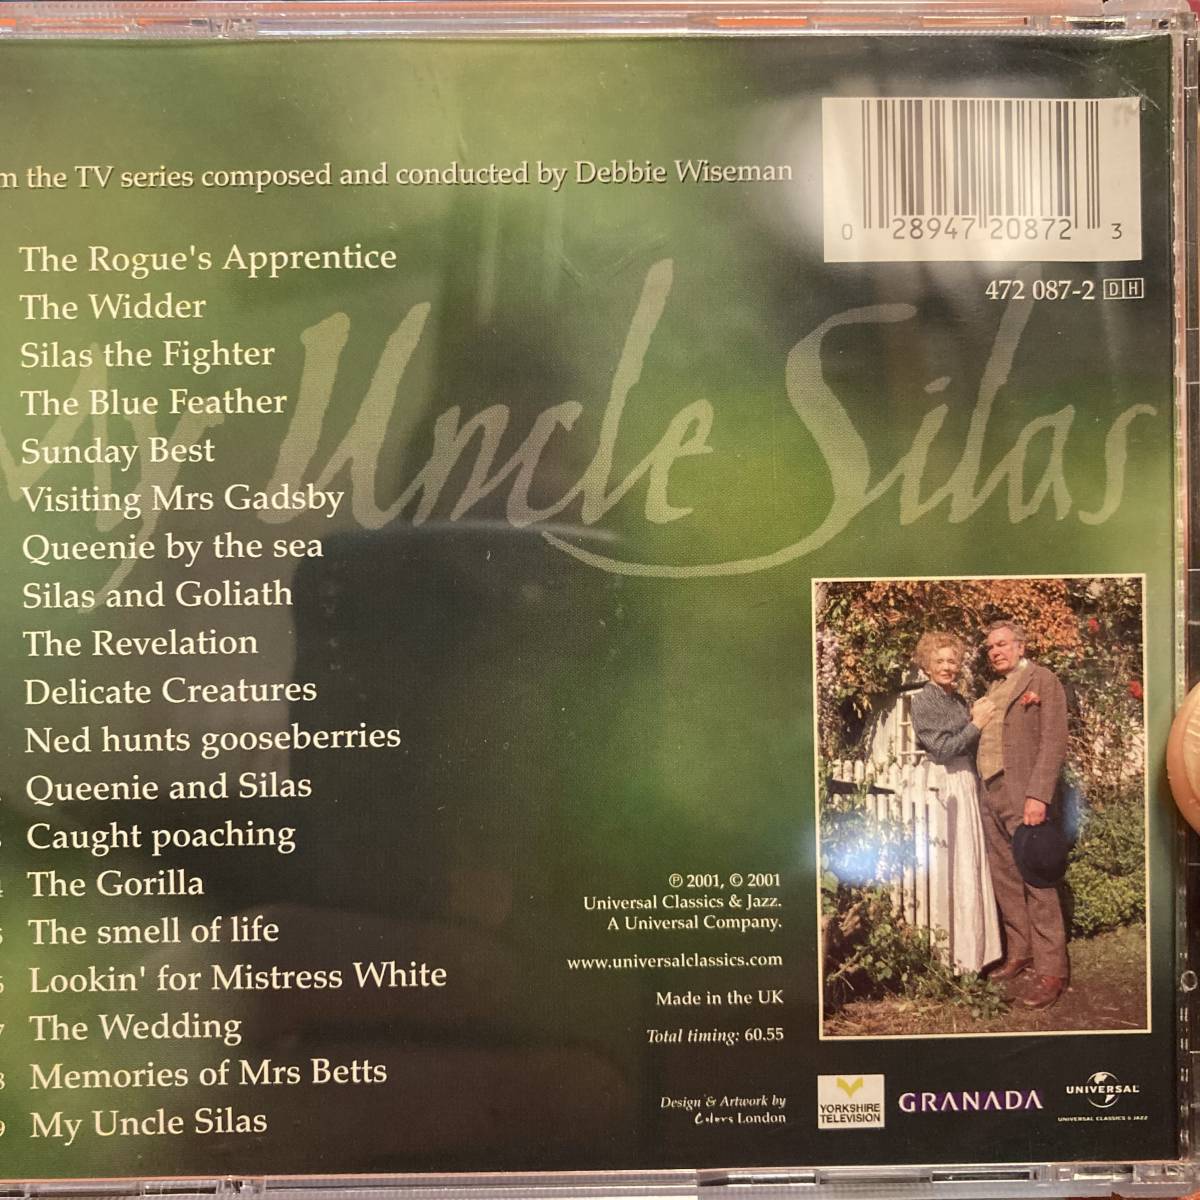 the TV series composed and conducted by Debbie Wiseman
0 28947 20872 3
472 087-2 DH
The Rogue's Apprentice
The Widder
Silas the Fighter
The Blue Feather
Sunday Best
Visiting Mrs Gadsby
Queenie by the sea
Silas and Goliath
The Revelation
Delicate Creatures
Ned hunts gooseberries
Queenie and Silas
Caught poaching
The Gorilla
The smell of life
Lookin' for Mistress White
The Wedding
Memories of Mrs Betts
My Uncle Silas
My Uncle Silas
℗ 2001, © 2001
Universal Classics & Jazz.
A Universal Company.
www.universalclassics.com
Made in the UK
Total timing: 60.55
Design & Artwork by
Colors London
YORKSHIRE
TELEVISION
GRANADA
UNIVERSAL
UNIVERSAL CLASSICS & JAZZ